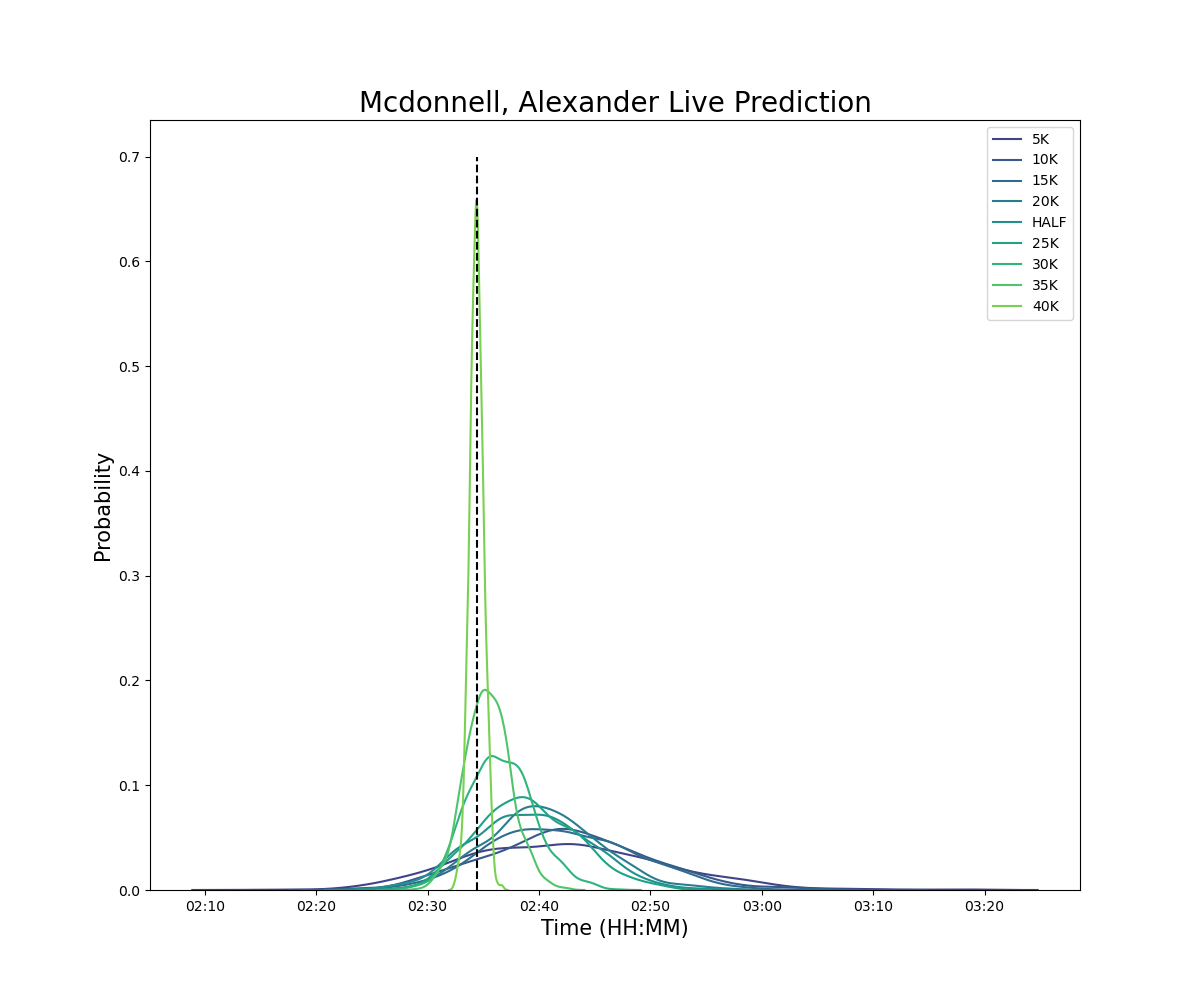 Mcdonnell, Alexander Live Prediction
5K
10K
15K
20K
HALF
25K
30K
35K
40K
Probability
0.7
0.6
0.5
0.4
0.3
0.2
0.1
0.0
02:10 02:20 02:30 02:40 02:50 03:00 03:10 03:20
Time (HH:MM)